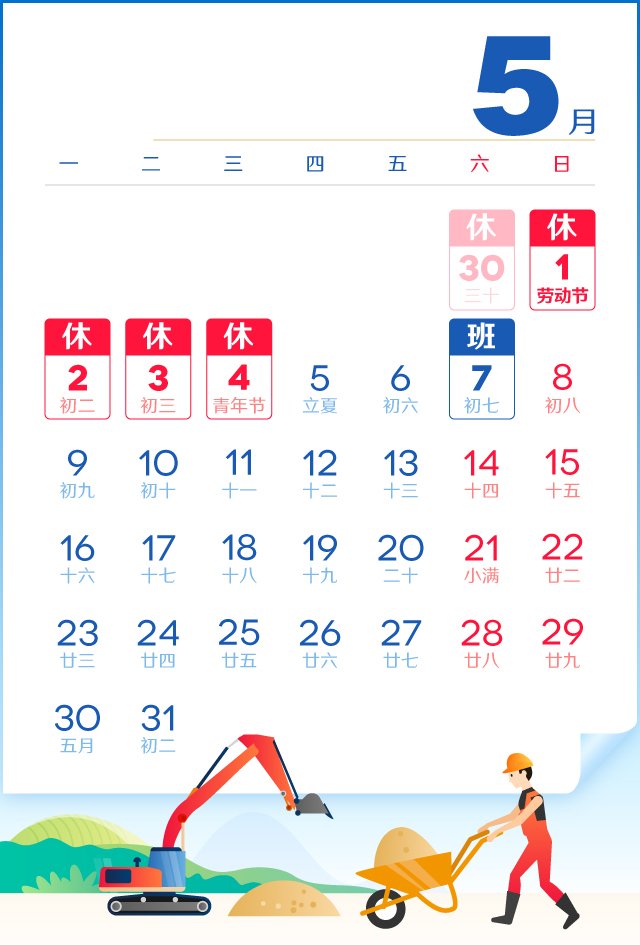 5月
一 二 三 四 五 六 日
休 休
30 1
三十 劳动节
休 休 休 班
2 3 4 5 6 7 8
初二 初三 青年节 立夏 初六 初七 初八
9 10 11 12 13 14 15
初九 初十 十一 十二 十三 十四 十五
16 17 18 19 20 21 22
十六 十七 十八 十九 二十 小满 廿二
23 24 25 26 27 28 29
廿三 廿四 廿五 廿六 廿七 廿八 廿九
30 31
五月 初二